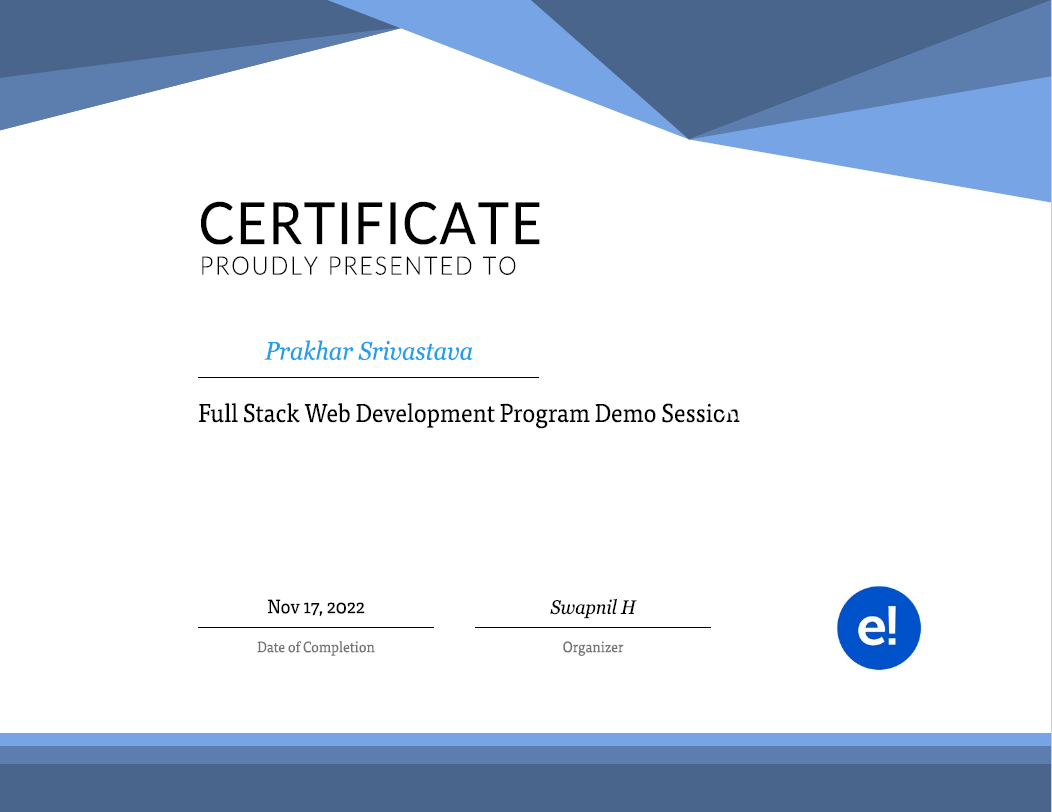 CERTIFICATE
PROUDLY PRESENTED TO
Prakhar Srivastava
Full Stack Web Development Program Demo Session
Nov 17, 2022
Swapnil H
Date of Completion
Organizer
e!